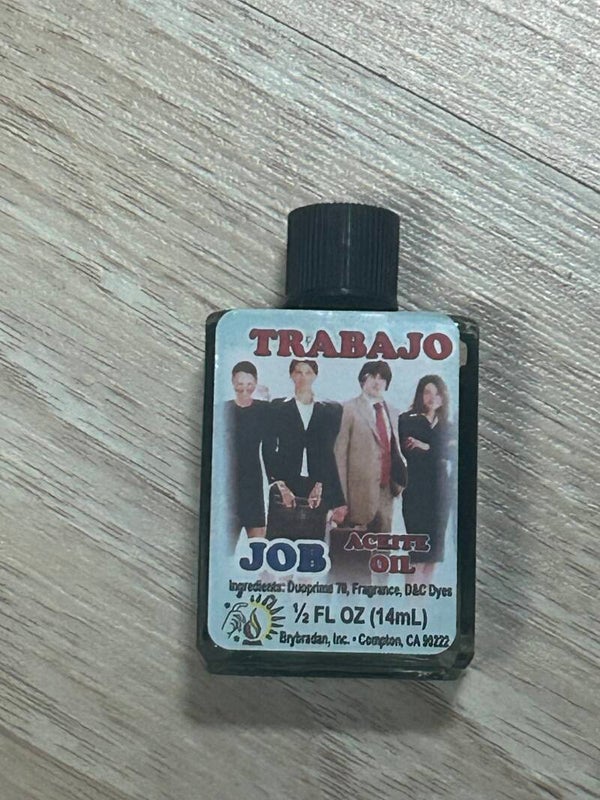 TRABAJO
JOB
ACEITE
OIL
Ingredients: Duoprime 70, Fragrance, D&C Dyes
½ FL OZ (14mL)
Brybradan, Inc. • Compton, CA 90222